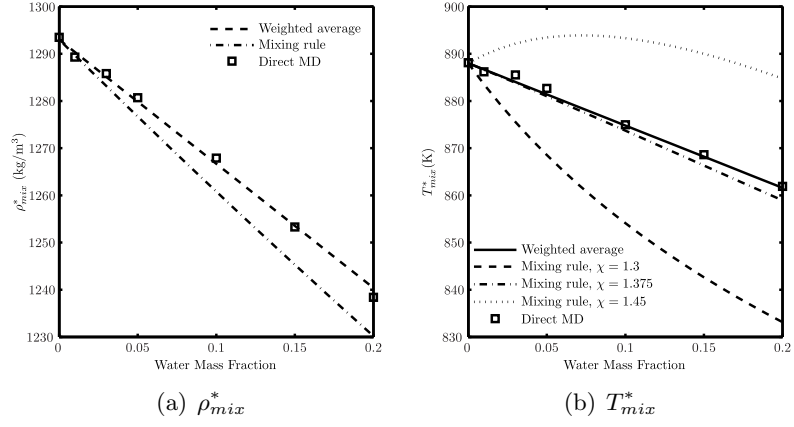 1300
1290
1280
1270
1260
1250
1240
1230
ρ*mix (kg/m³)
Weighted average
Mixing rule
Direct MD
0
0.05
0.1
0.15
0.2
Water Mass Fraction
(a) ρ*mix
900
890
880
870
860
850
840
830
T*mix(K)
Weighted average
Mixing rule, χ = 1.3
Mixing rule, χ = 1.375
Mixing rule, χ = 1.45
Direct MD
0
0.05
0.1
0.15
0.2
Water Mass Fraction
(b) T*mix